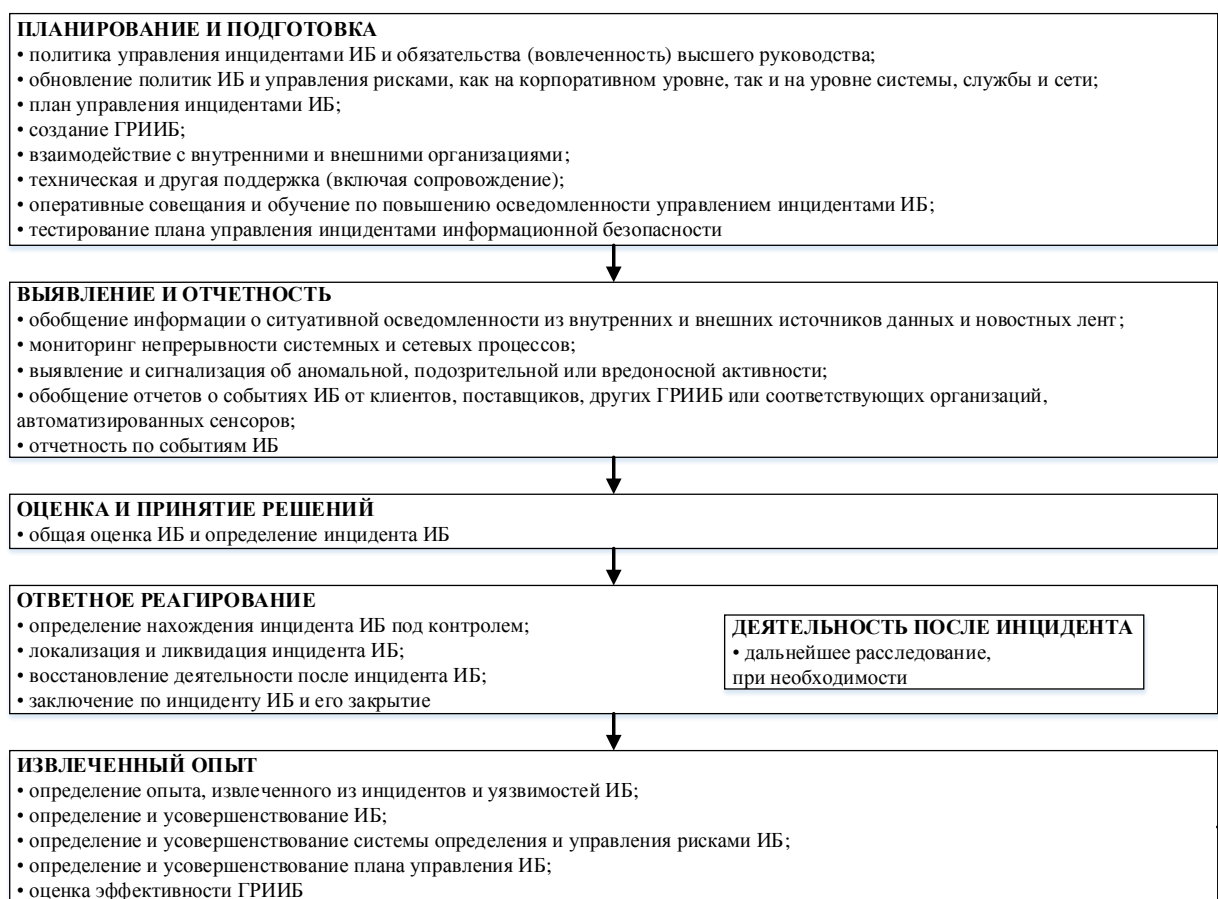 ПЛАНИРОВАНИЕ И ПОДГОТОВКА
• политика управления инцидентами ИБ и обязательства (вовлеченность) высшего руководства;
• обновление политик ИБ и управления рисками, как на корпоративном уровне, так и на уровне системы, службы и сети;
• план управления инцидентами ИБ;
• создание ГРИИБ;
• взаимодействие с внутренними и внешними организациями;
• техническая и другая поддержка (включая сопровождение);
• оперативные совещания и обучение по повышению осведомленности управлением инцидентами ИБ;
• тестирование плана управления инцидентами информационной безопасности
ВЫЯВЛЕНИЕ И ОТЧЕТНОСТЬ
• обобщение информации о ситуативной осведомленности из внутренних и внешних источников данных и новостных лент;
• мониторинг непрерывности системных и сетевых процессов;
• выявление и сигнализация об аномальной, подозрительной или вредоносной активности;
• обобщение отчетов о событиях ИБ от клиентов, поставщиков, других ГРИИБ или соответствующих организаций,
автоматизированных сенсоров;
• отчетность по событиям ИБ
ОЦЕНКА И ПРИНЯТИЕ РЕШЕНИЙ
• общая оценка ИБ и определение инцидента ИБ
ОТВЕТНОЕ РЕАГИРОВАНИЕ
• определение нахождения инцидента ИБ под контролем;
• локализация и ликвидация инцидента ИБ;
• восстановление деятельности после инцидента ИБ;
• заключение по инциденту ИБ и его закрытие
ДЕЯТЕЛЬНОСТЬ ПОСЛЕ ИНЦИДЕНТА
• дальнейшее расследование,
при необходимости
ИЗВЛЕЧЕННЫЙ ОПЫТ
• определение опыта, извлеченного из инцидентов и уязвимостей ИБ;
• определение и усовершенствование ИБ;
• определение и усовершенствование системы определения и управления рисками ИБ;
• определение и усовершенствование плана управления ИБ;
• оценка эффективности ГРИИБ